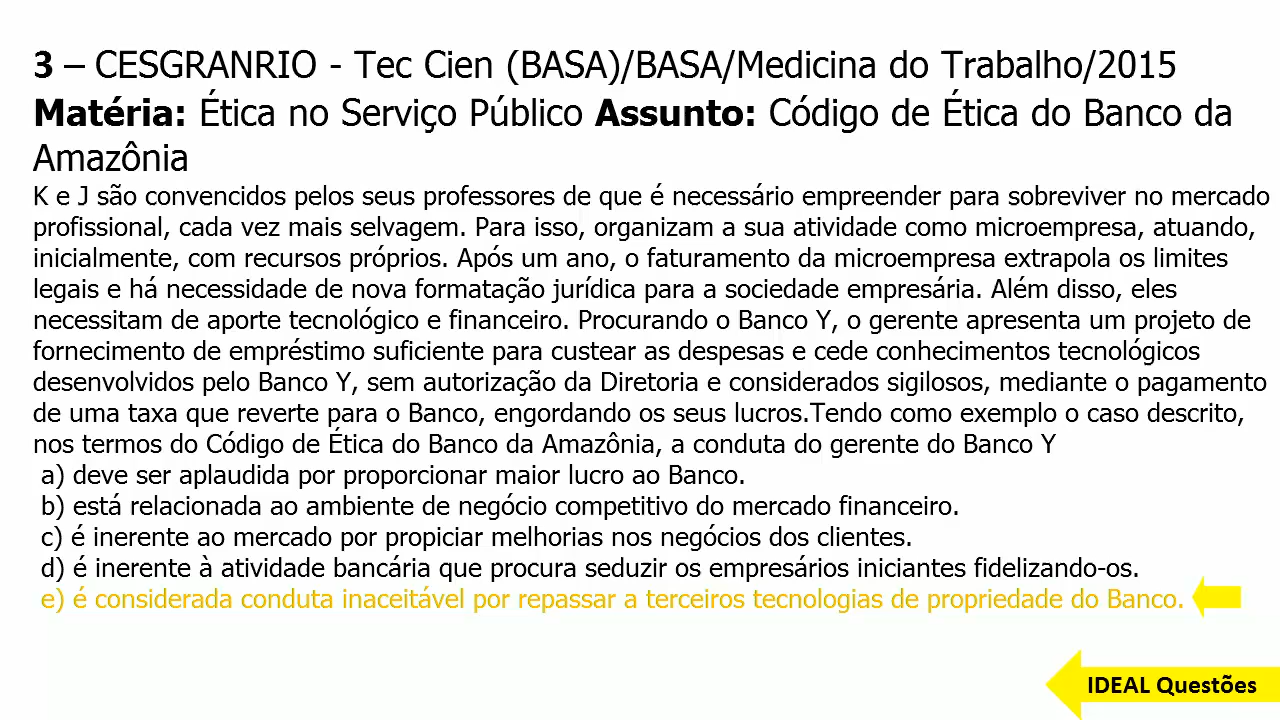 3 – CESGRANRIO - Tec Cien (BASA)/BASA/Medicina do Trabalho/2015
Matéria: Ética no Serviço Público Assunto: Código de Ética do Banco da
Amazônia
K e J são convencidos pelos seus professores de que é necessário empreender para sobreviver no mercado
profissional, cada vez mais selvagem. Para isso, organizam a sua atividade como microempresa, atuando,
inicialmente, com recursos próprios. Após um ano, o faturamento da microempresa extrapola os limites
legais e há necessidade de nova formatação jurídica para a sociedade empresária. Além disso, eles
necessitam de aporte tecnológico e financeiro. Procurando o Banco Y, o gerente apresenta um projeto de
fornecimento de empréstimo suficiente para custear as despesas e cede conhecimentos tecnológicos
desenvolvidos pelo Banco Y, sem autorização da Diretoria e considerados sigilosos, mediante o pagamento
de uma taxa que reverte para o Banco, engordando os seus lucros.Tendo como exemplo o caso descrito,
nos termos do Código de Ética do Banco da Amazônia, a conduta do gerente do Banco Y
a) deve ser aplaudida por proporcionar maior lucro ao Banco.
b) está relacionada ao ambiente de negócio competitivo do mercado financeiro.
c) é inerente ao mercado por propiciar melhorias nos negócios dos clientes.
d) é inerente à atividade bancária que procura seduzir os empresários iniciantes fidelizando-os.
e) é considerada conduta inaceitável por repassar a terceiros tecnologias de propriedade do Banco.
IDEAL Questões